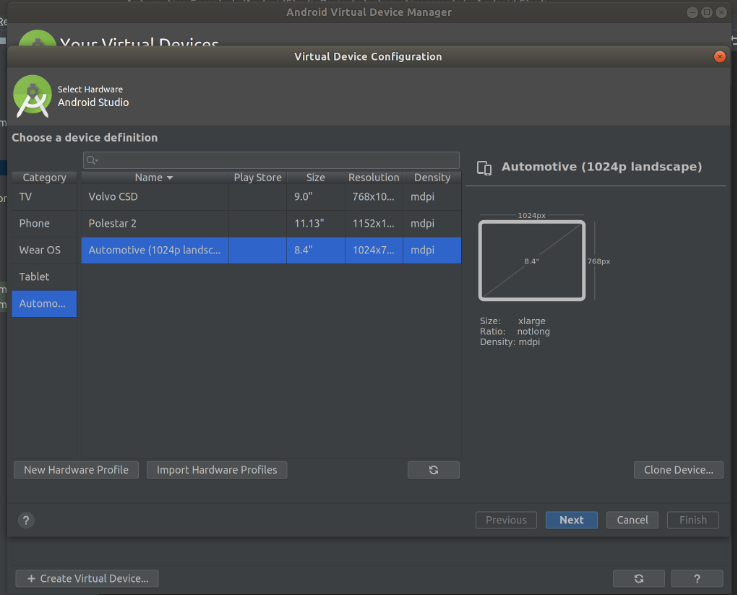 Android Virtual Device Manager
Your Virtual Devices
Virtual Device Configuration
Select Hardware
Android Studio
Choose a device definition
Category
Name Play Store Size Resolution Density
TV
Phone
Wear OS
Tablet
Automo...
Volvo CSD 9.0" 768x10... mdpi
Polestar 2 11.13" 1152x1... mdpi
Automotive (1024p landsc... 8.4" 1024x7... mdpi
Automotive (1024p landscape)
1024px
8.4"
768px
Size: xlarge
Ratio: notlong
Density: mdpi
New Hardware Profile
Import Hardware Profiles
Clone Device...
?
Previous
Next
Cancel
Finish
+ Create Virtual Device...
?